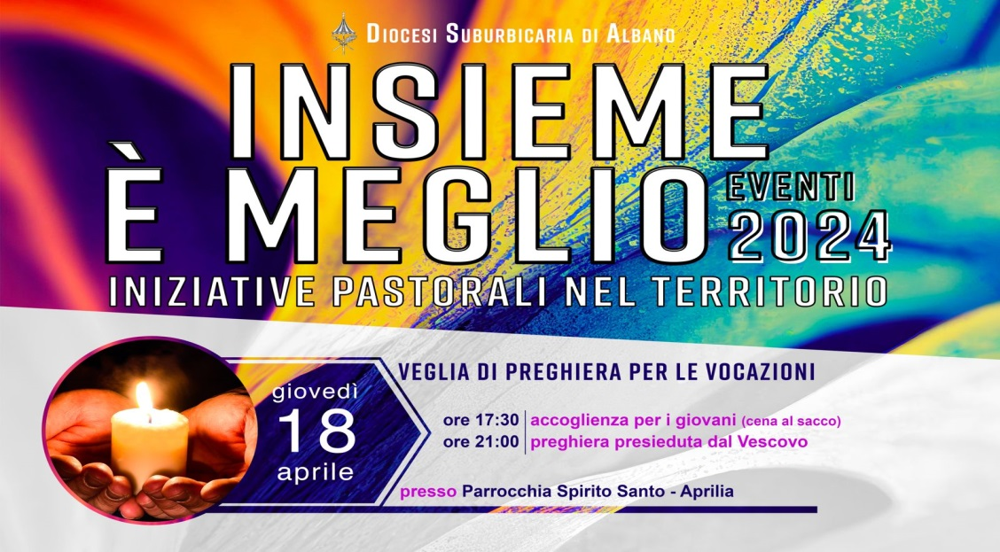 Diocesi Suburbicaria di Albano
INSIEME
È MEGLIO
EVENTI
2024
INIZIATIVE PASTORALI NEL TERRITORIO
giovedì
18
aprile
VEGLIA DI PREGHIERA PER LE VOCAZIONI
ore 17:30 accoglienza per i giovani (cena al sacco)
ore 21:00 preghiera presieduta dal Vescovo
presso Parrocchia Spirito Santo - Aprilia